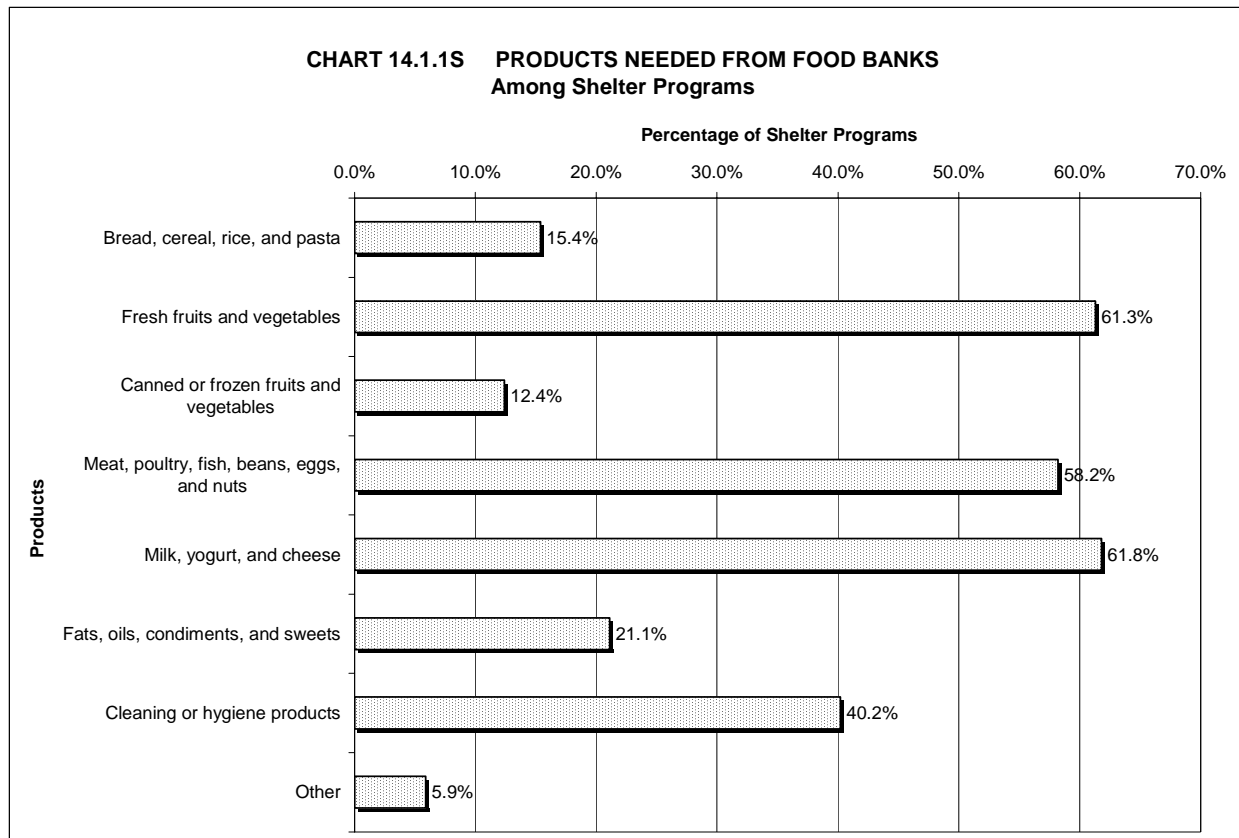 CHART 14.1.1S PRODUCTS NEEDED FROM FOOD BANKS
Among Shelter Programs
Percentage of Shelter Programs
0.0% 10.0% 20.0% 30.0% 40.0% 50.0% 60.0% 70.0%
Products
Bread, cereal, rice, and pasta 15.4%
Fresh fruits and vegetables 61.3%
Canned or frozen fruits and
vegetables 12.4%
Meat, poultry, fish, beans, eggs,
and nuts 58.2%
Milk, yogurt, and cheese 61.8%
Fats, oils, condiments, and sweets 21.1%
Cleaning or hygiene products 40.2%
Other 5.9%